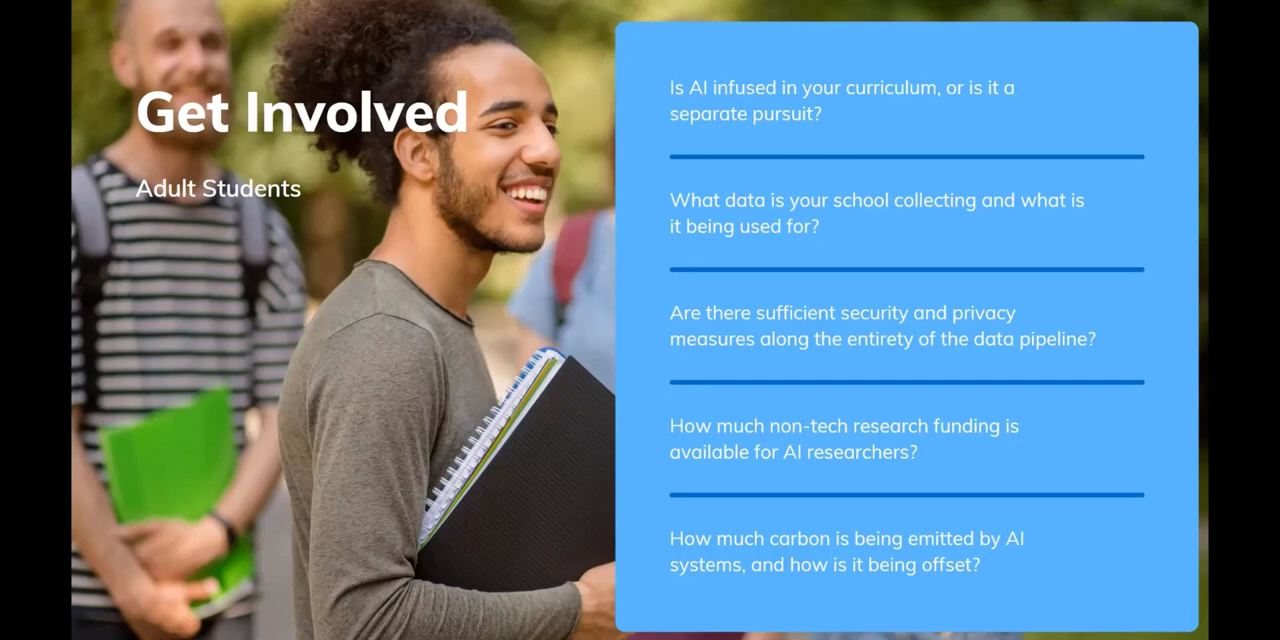 Get Involved
Adult Students
Is AI infused in your curriculum, or is it a
separate pursuit?
What data is your school collecting and what is
it being used for?
Are there sufficient security and privacy
measures along the entirety of the data pipeline?
How much non-tech research funding is
available for AI researchers?
How much carbon is being emitted by AI
systems, and how is it being offset?